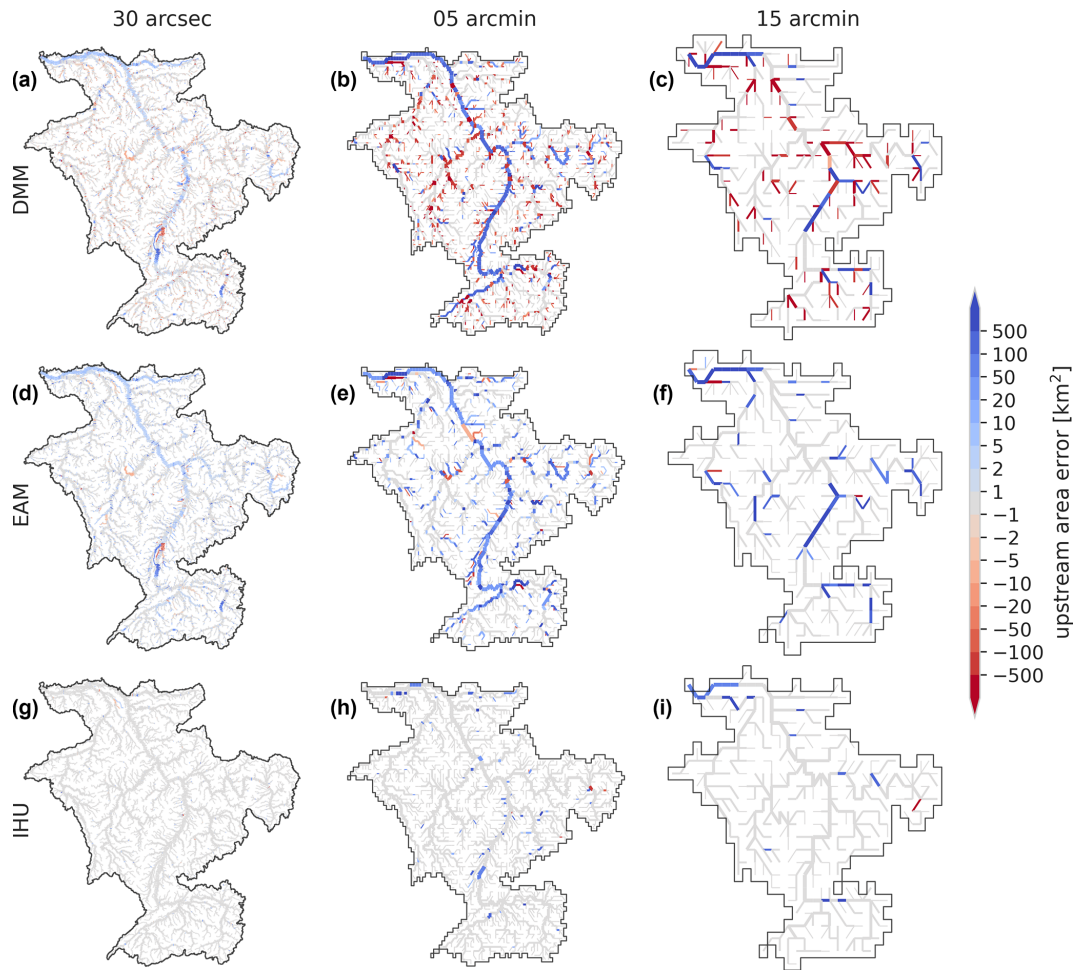 30 arcsec 05 arcmin 15 arcmin
(a) (b) (c)
DMM
(d) (e) (f)
EAM
(g) (h) (i)
IHU
500
100
50
20
10
5
2
1
−1
−2
−5
−10
−20
−50
−100
−500
upstream area error [km²]